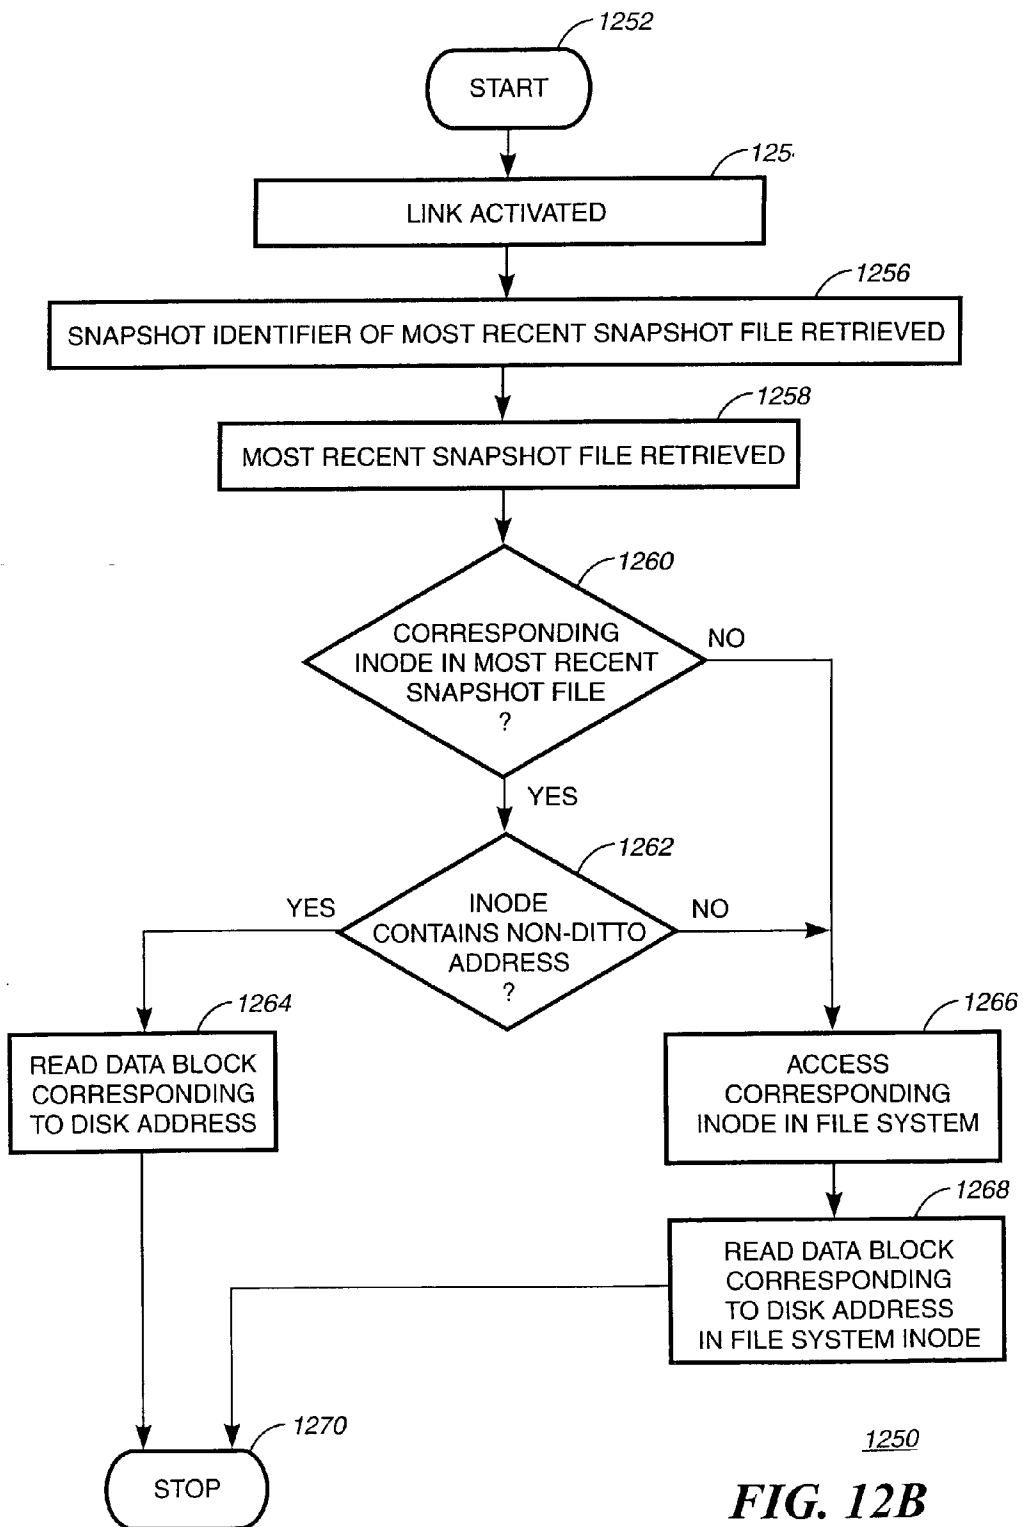 1252
START
125
LINK ACTIVATED
1256
SNAPSHOT IDENTIFIER OF MOST RECENT SNAPSHOT FILE RETRIEVED
1258
MOST RECENT SNAPSHOT FILE RETRIEVED
1260
CORRESPONDING
INODE IN MOST RECENT
SNAPSHOT FILE
?
NO
YES
1262
INODE
CONTAINS NON-DITTO
ADDRESS
?
YES
NO
1264
READ DATA BLOCK
CORRESPONDING
TO DISK ADDRESS
1266
ACCESS
CORRESPONDING
INODE IN FILE SYSTEM
1268
READ DATA BLOCK
CORRESPONDING
TO DISK ADDRESS
IN FILE SYSTEM INODE
1270
STOP
1250
FIG. 12B